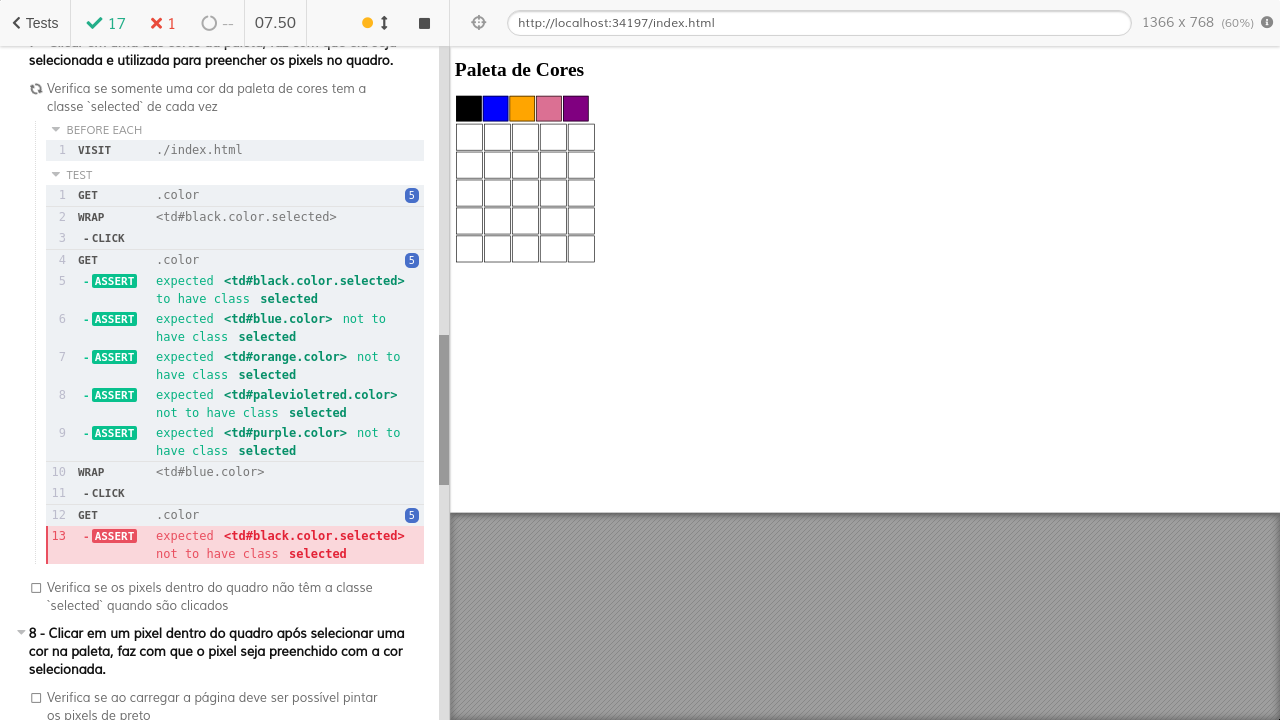 Tests
17
1
--
07.50
http://localhost:34197/index.html
1366 x 768 (60%)
selecionada e utilizada para preencher os pixels no quadro.
Verifica se somente uma cor da paleta de cores tem a
classe `selected` de cada vez
BEFORE EACH
1 VISIT ./index.html
TEST
1 GET .color 5
2 WRAP <td#black.color.selected>
3 -CLICK
4 GET .color 5
5 -ASSERT expected <td#black.color.selected>
to have class selected
6 -ASSERT expected <td#blue.color> not to
have class selected
7 -ASSERT expected <td#orange.color> not to
have class selected
8 -ASSERT expected <td#palevioletred.color>
not to have class selected
9 -ASSERT expected <td#purple.color> not to
have class selected
10 WRAP <td#blue.color>
11 -CLICK
12 GET .color 5
13 -ASSERT expected <td#black.color.selected>
not to have class selected
Verifica se os pixels dentro do quadro não têm a classe
`selected` quando são clicados
8 - Clicar em um pixel dentro do quadro após selecionar uma
cor na paleta, faz com que o pixel seja preenchido com a cor
selecionada.
Verifica se ao carregar a página deve ser possível pintar
os pixels de preto
Paleta de Cores